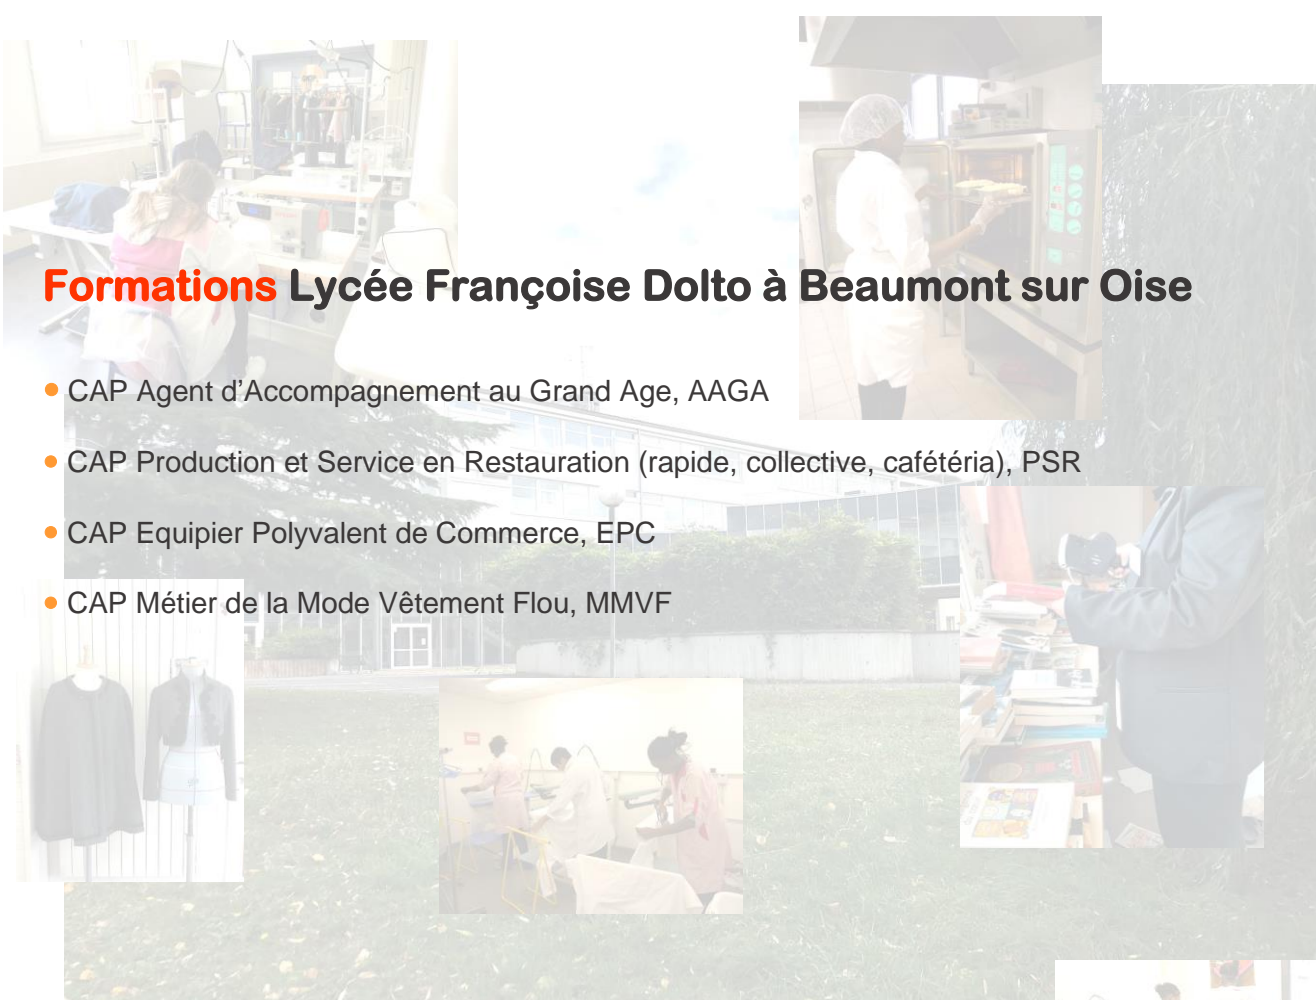 Formations Lycée Françoise Dolto à Beaumont sur Oise
• CAP Agent d’Accompagnement au Grand Age, AAGA
• CAP Production et Service en Restauration (rapide, collective, cafétéria), PSR
• CAP Equipier Polyvalent de Commerce, EPC
• CAP Métier de la Mode Vêtement Flou, MMVF